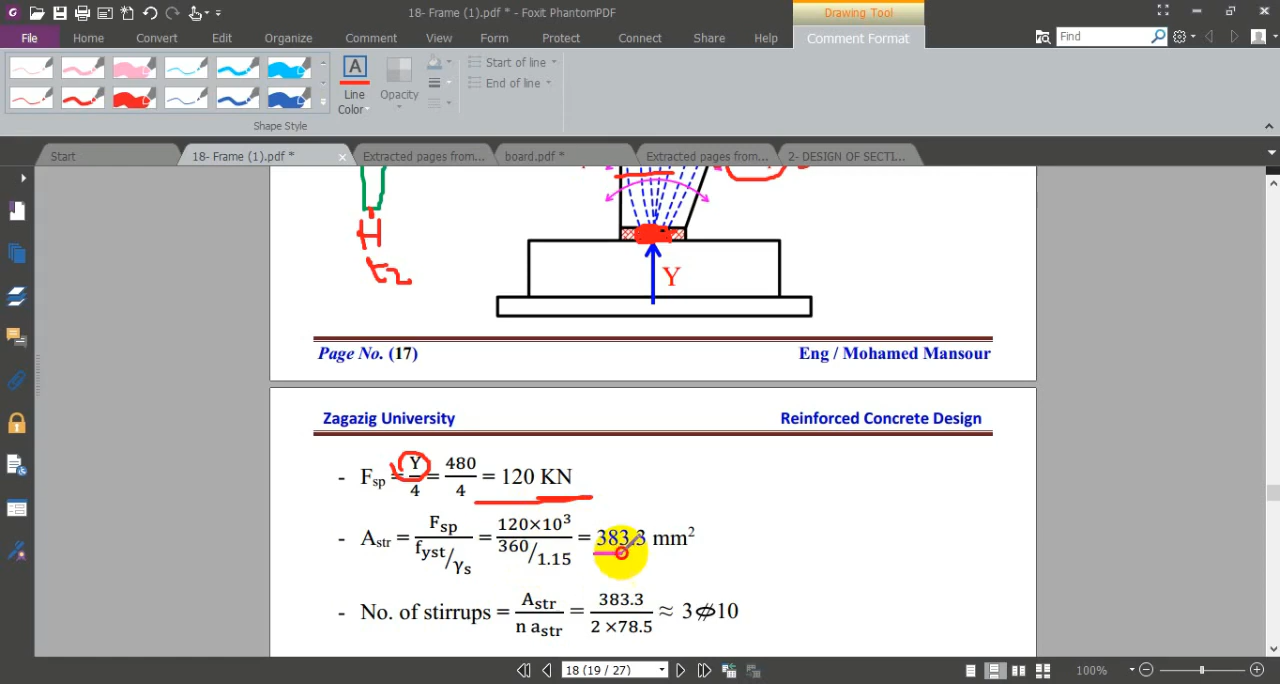 18- Frame (1).pdf * - Foxit PhantomPDF
Drawing Tool
File Home Convert Edit Organize Comment View Form Protect Connect Share Help Comment Format
Find
A
Line Color
Opacity
Start of line
End of line
Shape Style
Start
18- Frame (1).pdf *
Extracted pages from...
board.pdf *
Extracted pages from...
2- DESIGN OF SECTI...
H
t2
Y
Page No. (17)
Eng / Mohamed Mansour
Zagazig University
Reinforced Concrete Design
- Fsp = Y/4 = 480/4 = 120 KN
- Astr = Fsp / fyst/γs = 120×10³ / 360/1.15 = 383.3 mm²
- No. of stirrups = Astr / n astr = 383.3 / 2 ×78.5 ≈ 3ϕ10
18 (19 / 27)
100%